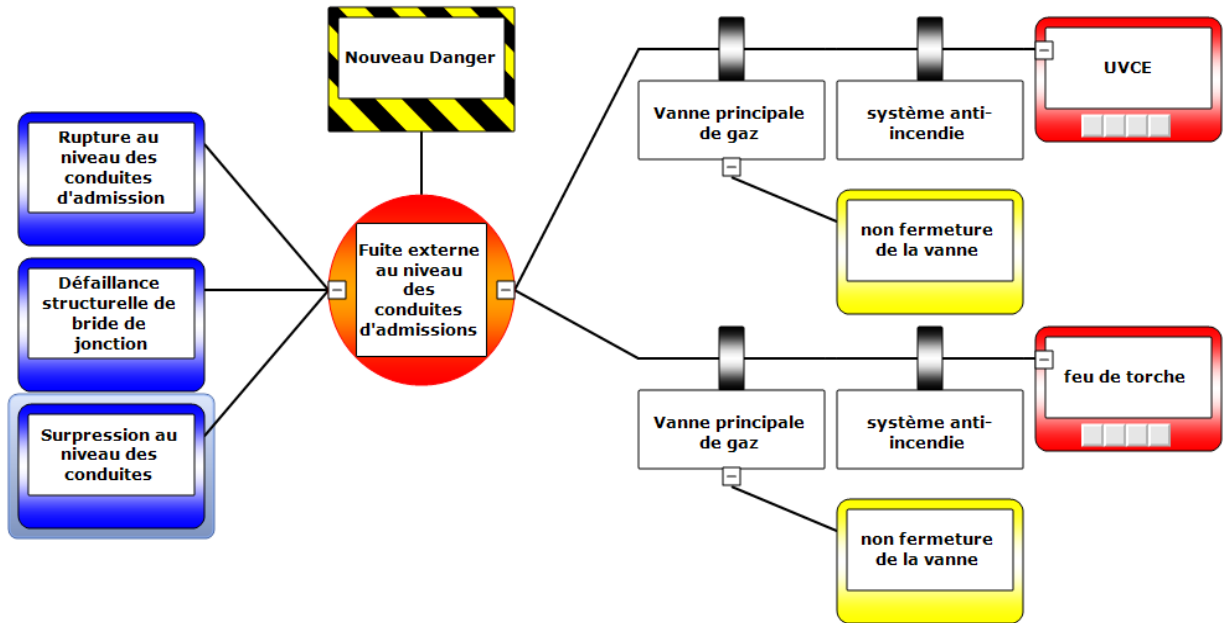 Nouveau Danger
Rupture au
niveau des
conduites
d'admission
Défaillance
structurelle de
bride de
jonction
Surpression au
niveau des
conduites
Fuite externe
au niveau
des
conduites
d'admissions
Vanne principale
de gaz
système anti-
incendie
UVCE
non fermeture
de la vanne
Vanne principale
de gaz
système anti-
incendie
feu de torche
non fermeture
de la vanne